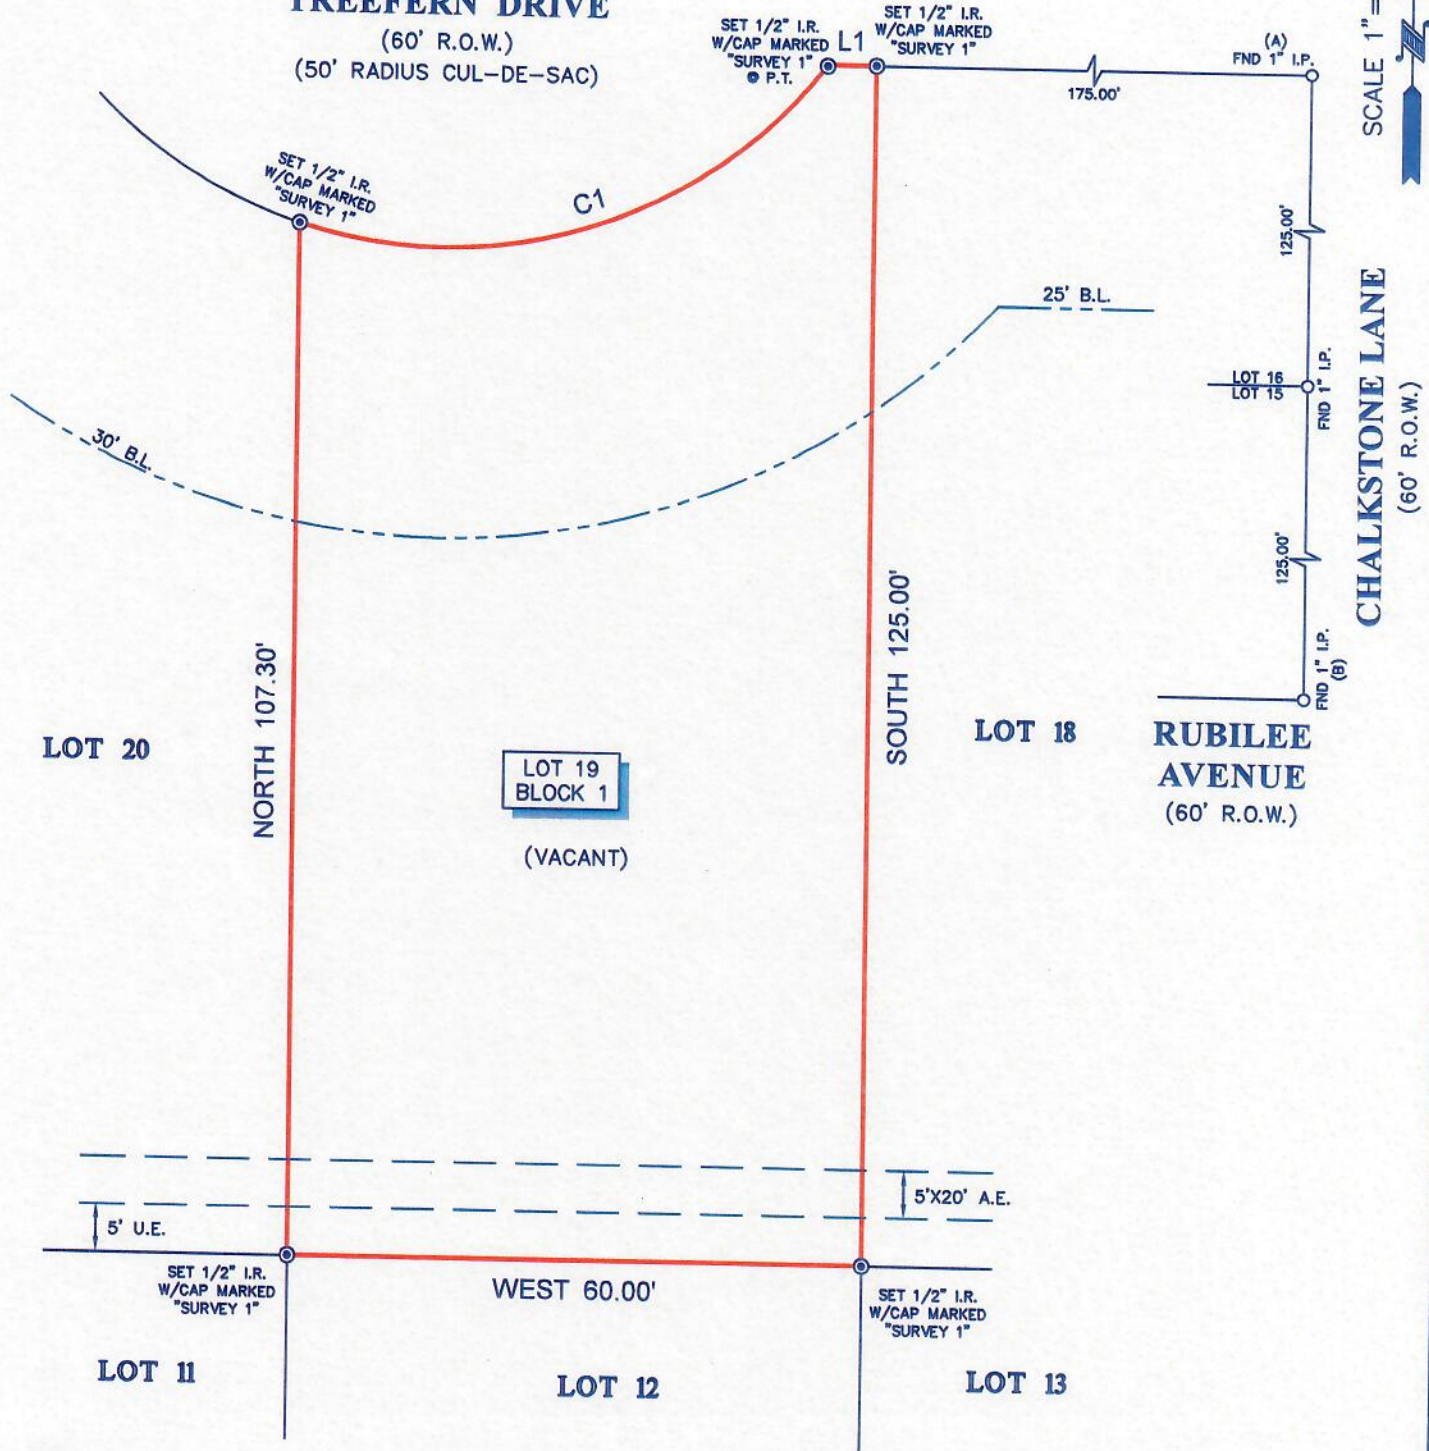 TREEFERN DRIVE
(60' R.O.W.)
(50' RADIUS CUL-DE-SAC)
SET 1/2" I.R.
W/CAP MARKED
"SURVEY 1"
P.T.
L1
SET 1/2" I.R.
W/CAP MARKED
"SURVEY 1"
175.00'
(A)
FND 1" I.P.
SCALE 1"=
SET 1/2" I.R.
W/CAP MARKED
"SURVEY 1"
C1
125.00'
25' B.L.
LOT 16
LOT 15
FND 1" I.P.
CHALKSTONE LANE
(60' R.O.W.)
30' B.L.
125.00'
FND 1" I.P.
(B)
NORTH 107.30'
SOUTH 125.00'
LOT 20
LOT 19
BLOCK 1
(VACANT)
LOT 18
RUBILEE
AVENUE
(60' R.O.W.)
5'X20' A.E.
5' U.E.
SET 1/2" I.R.
W/CAP MARKED
"SURVEY 1"
WEST 60.00'
SET 1/2" I.R.
W/CAP MARKED
"SURVEY 1"
LOT 11
LOT 12
LOT 13